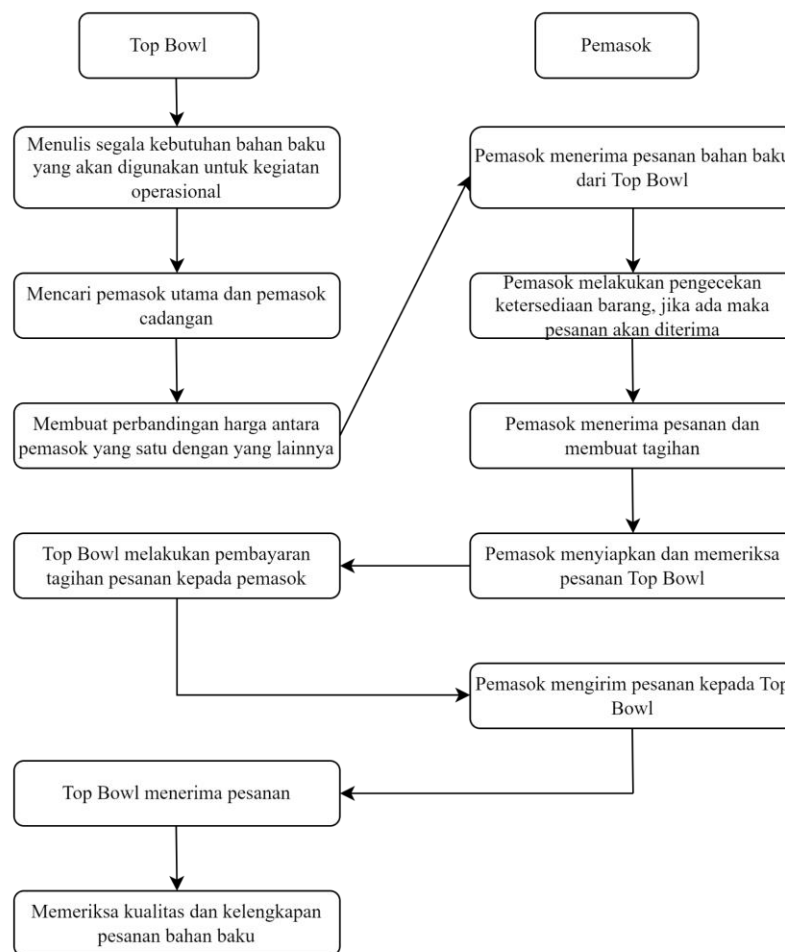 Top Bowl
Pemasok
Menulis segala kebutuhan bahan baku
yang akan digunakan untuk kegiatan
operasional
Pemasok menerima pesanan bahan baku
dari Top Bowl
Mencari pemasok utama dan pemasok
cadangan
Pemasok melakukan pengecekan
ketersediaan barang, jika ada maka
pesanan akan diterima
Membuat perbandingan harga antara
pemasok yang satu dengan yang lainnya
Pemasok menerima pesanan dan
membuat tagihan
Top Bowl melakukan pembayaran
tagihan pesanan kepada pemasok
Pemasok menyiapkan dan memeriksa
pesanan Top Bowl
Pemasok mengirim pesanan kepada Top
Bowl
Top Bowl menerima pesanan
Memeriksa kualitas dan kelengkapan
pesanan bahan baku